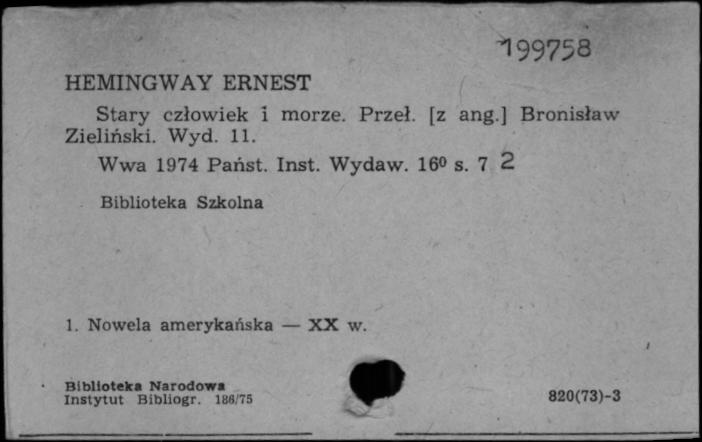 199758
HEMINGWAY ERNEST
Stary człowiek i morze. Przeł. [z ang.] Bronisław
Zieliński. Wyd. 11.
Wwa 1974 Państ. Inst. Wydaw. 16⁰ s. 7 2
Biblioteka Szkolna
1. Nowela amerykańska — XX w.
Biblioteka Narodowa
Instytut Bibliogr. 186/75
820(73)-3